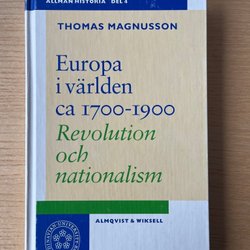 ALLMÄN HISTORIA DEL 4
THOMAS MAGNUSSON
Europa
i världen
ca 1700-1900
Revolution
och
nationalism
ALMQVIST & WIKSELL